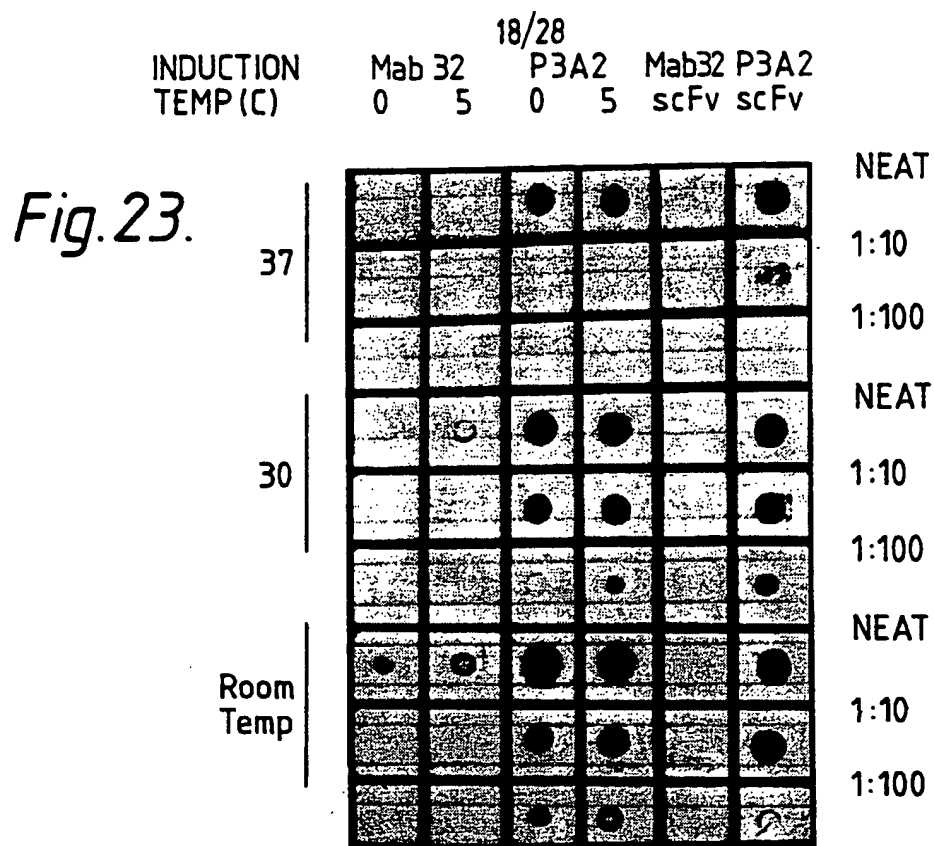 18/28
INDUCTION Mab 32 P3A2 Mab32 P3A2
TEMP (C) 0 5 0 5 scFv scFv
Fig. 23.
NEAT
37 1:10
1:100
NEAT
30 1:10
1:100
NEAT
Room
Temp 1:10
1:100